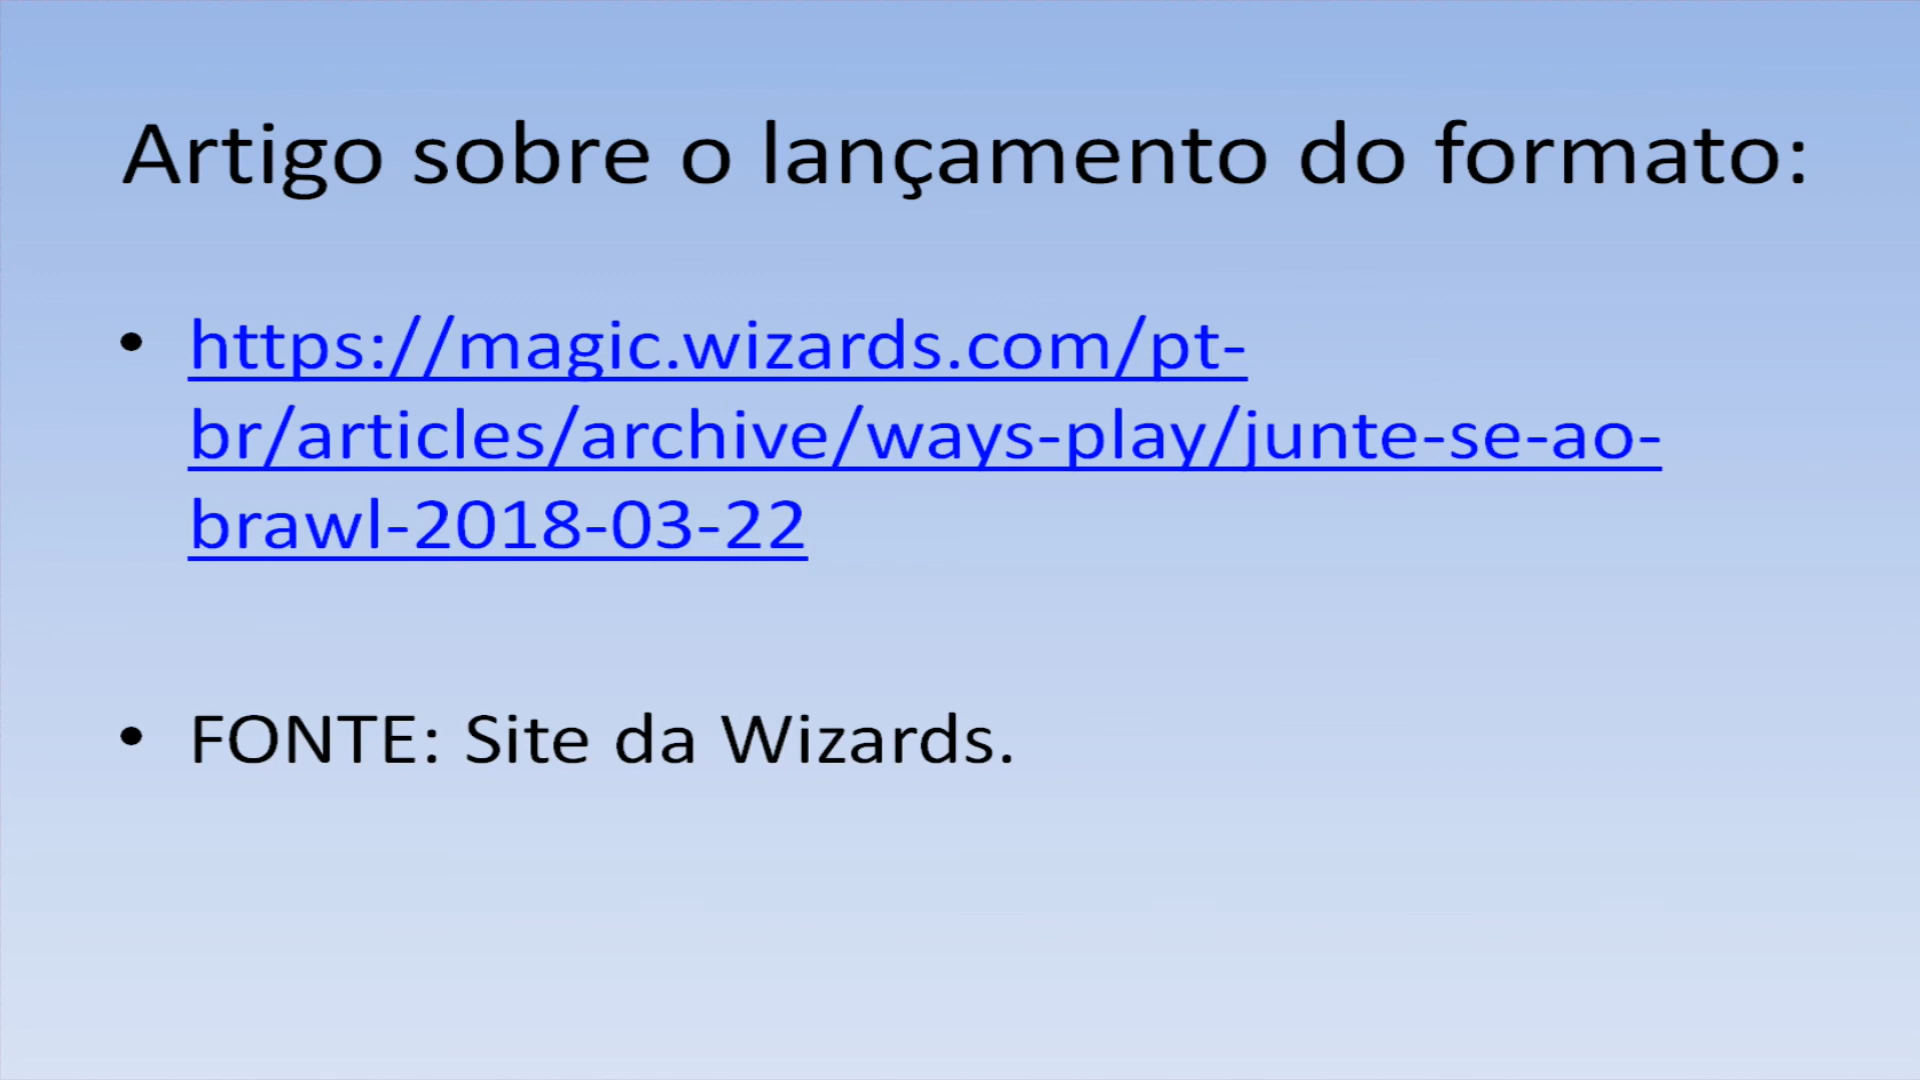 Artigo sobre o lançamento do formato:
• https://magic.wizards.com/pt-
br/articles/archive/ways-play/junte-se-ao-
brawl-2018-03-22
• FONTE: Site da Wizards.